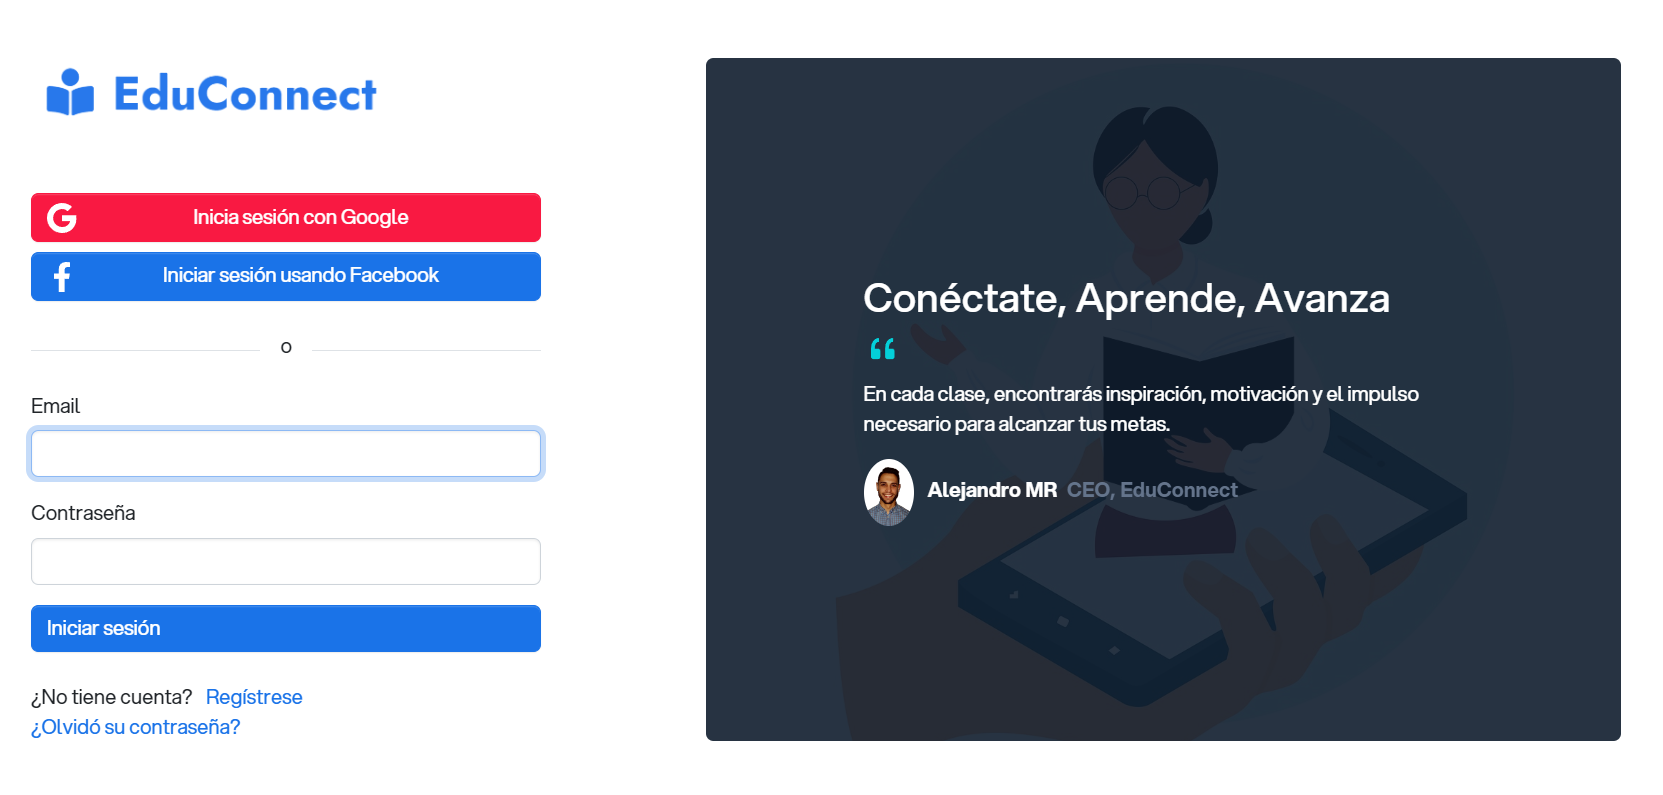 EduConnect
Inicia sesión con Google
Iniciar sesión usando Facebook
o
Email
Contraseña
Iniciar sesión
¿No tiene cuenta? Regístrese
¿Olvidó su contraseña?
Conéctate, Aprende, Avanza
“
En cada clase, encontrarás inspiración, motivación y el impulso
necesario para alcanzar tus metas.
Alejandro MR CEO, EduConnect